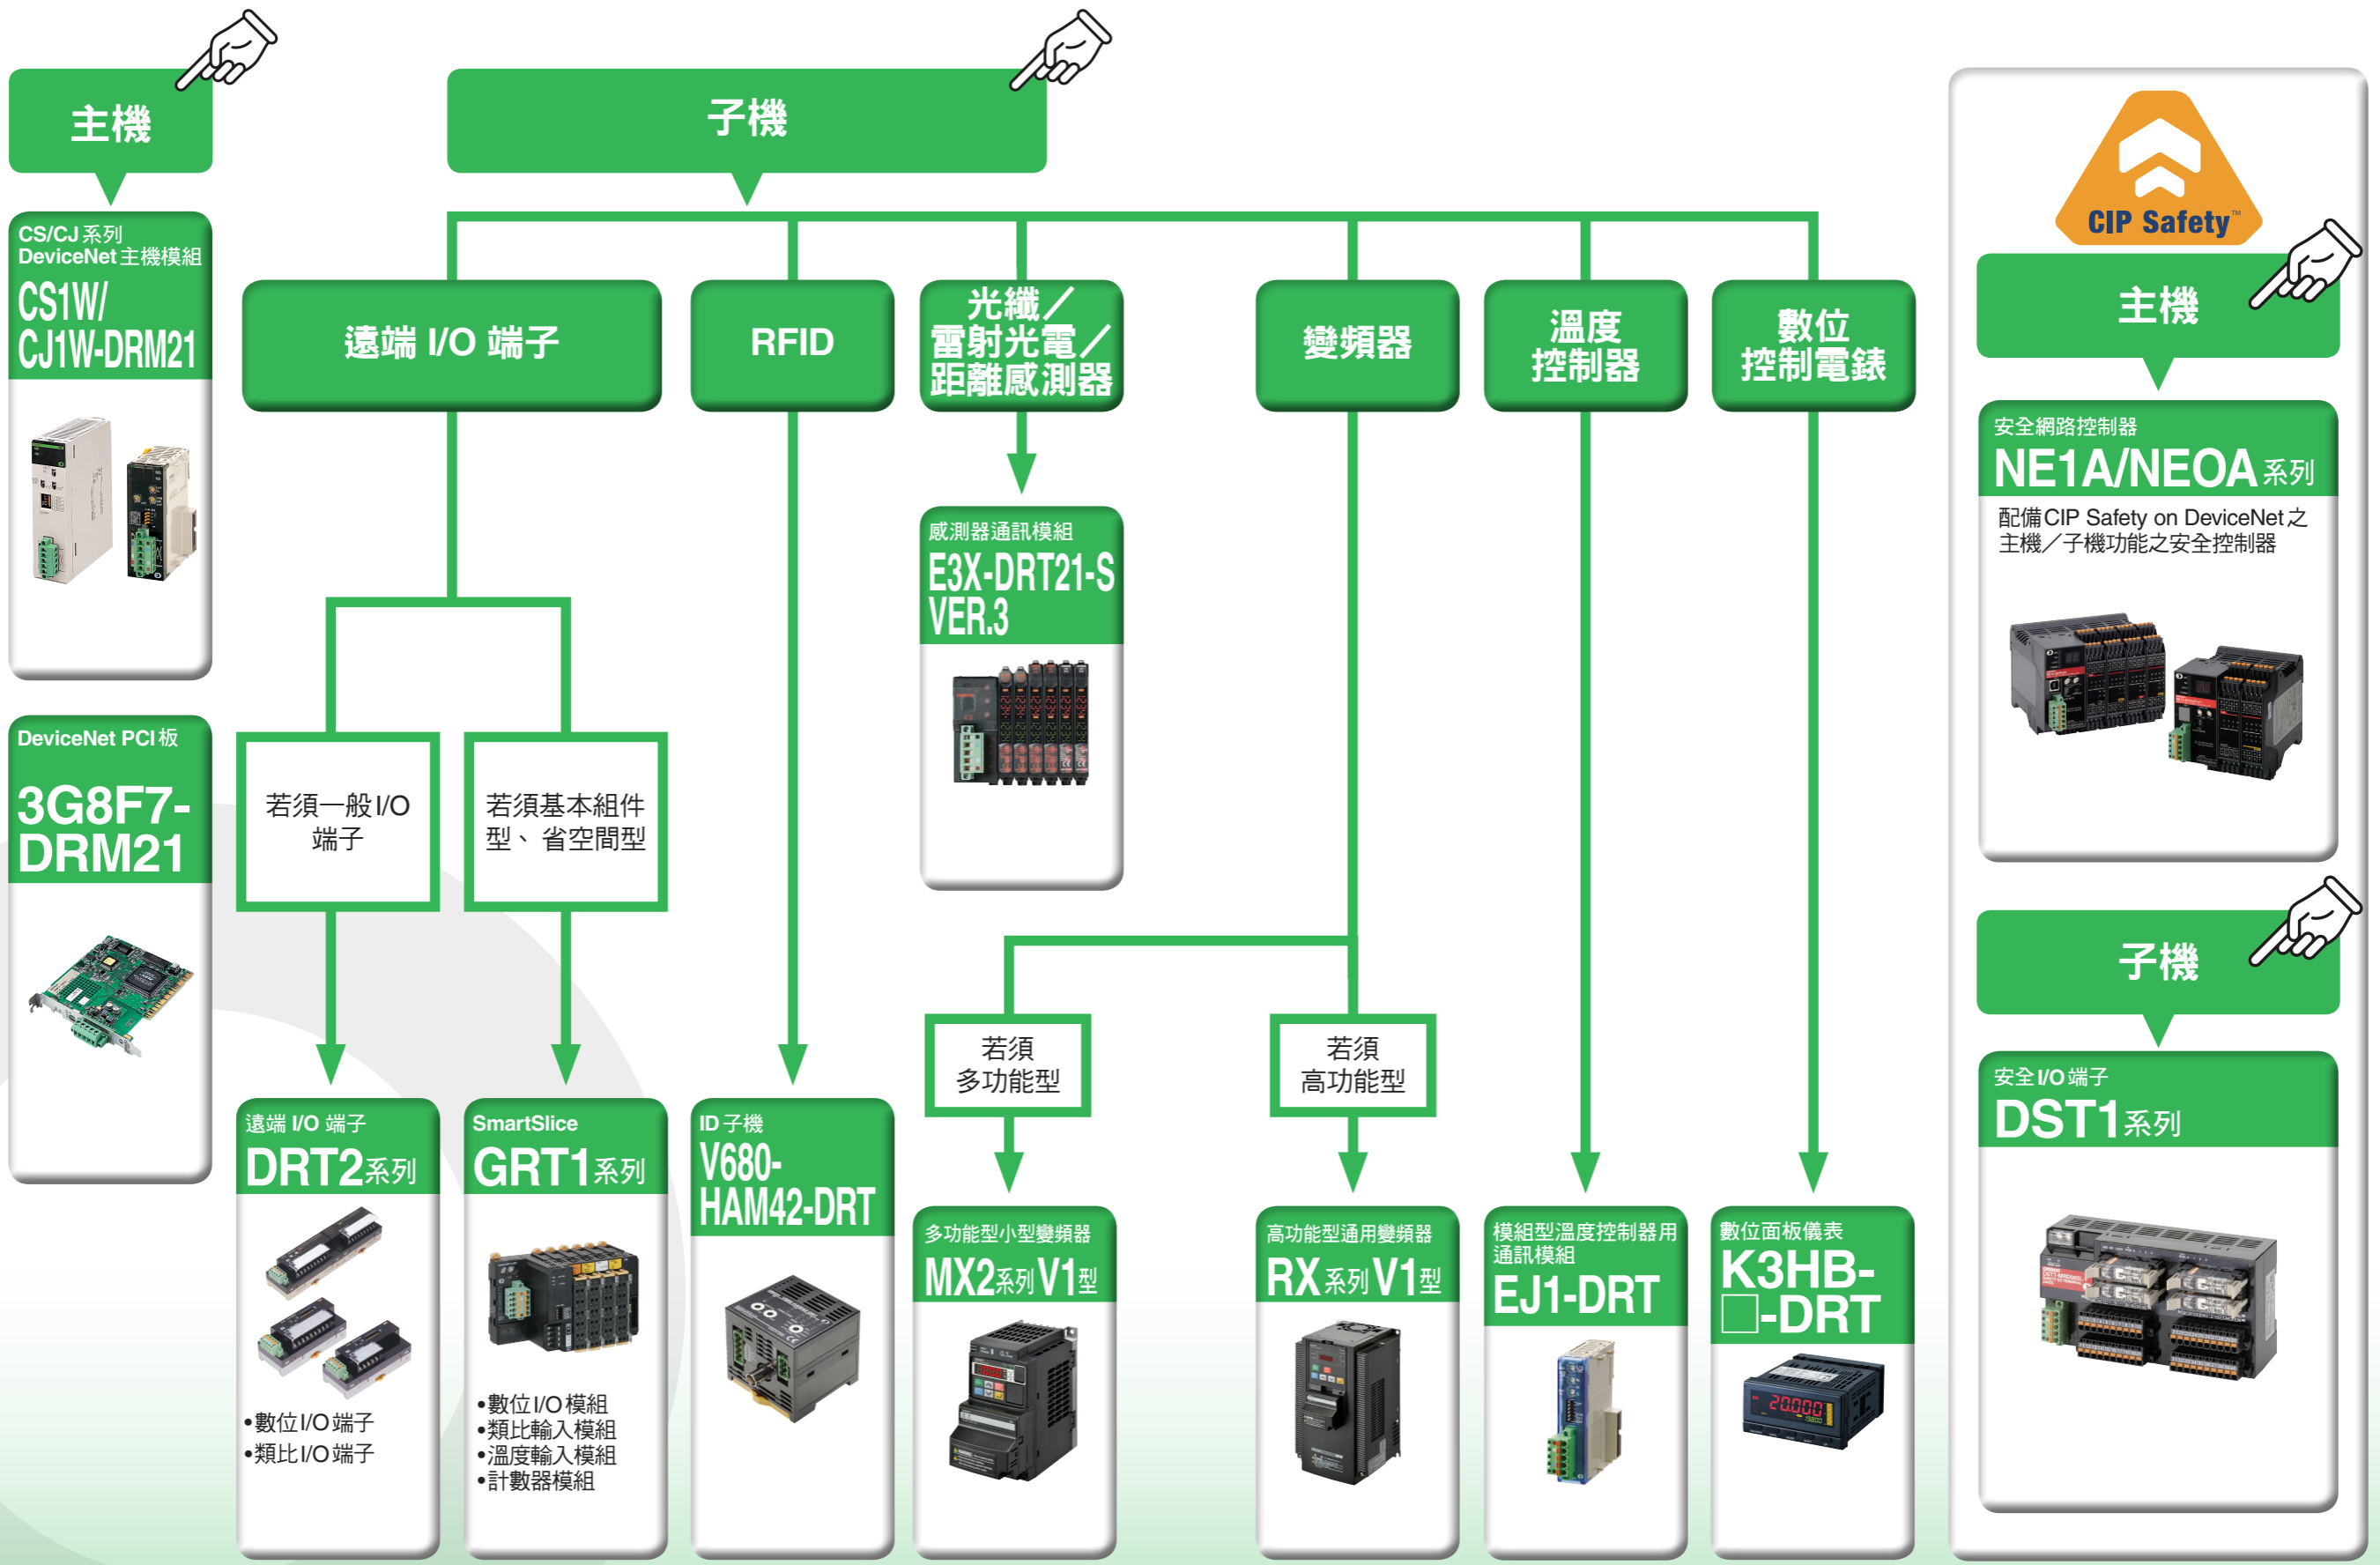 主機
CS/CJ系列
DeviceNet主機模組
CS1W/
CJ1W-DRM21
DeviceNet PCI板
3G8F7-
DRM21
子機
遠端 I/O 端子
RFID
光纖／
雷射光電／
距離感測器
變頻器
溫度
控制器
數位
控制電錶
若須一般I/O
端子
若須基本組件
型、省空間型
感測器通訊模組
E3X-DRT21-S
VER.3
若須
多功能型
若須
高功能型
遠端 I/O 端子
DRT2系列
•數位I/O端子
•類比I/O端子
SmartSlice
GRT1系列
•數位I/O模組
•類比輸入模組
•溫度輸入模組
•計數器模組
ID子機
V680-
HAM42-DRT
多功能型小型變頻器
MX2系列V1型
高功能型通用變頻器
RX系列V1型
模組型溫度控制器用
通訊模組
EJ1-DRT
數位面板儀表
K3HB-
□-DRT
20.000
CIP Safety™
主機
安全網路控制器
NE1A/NEOA系列
配備CIP Safety on DeviceNet之
主機／子機功能之安全控制器
子機
安全I/O端子
DST1系列